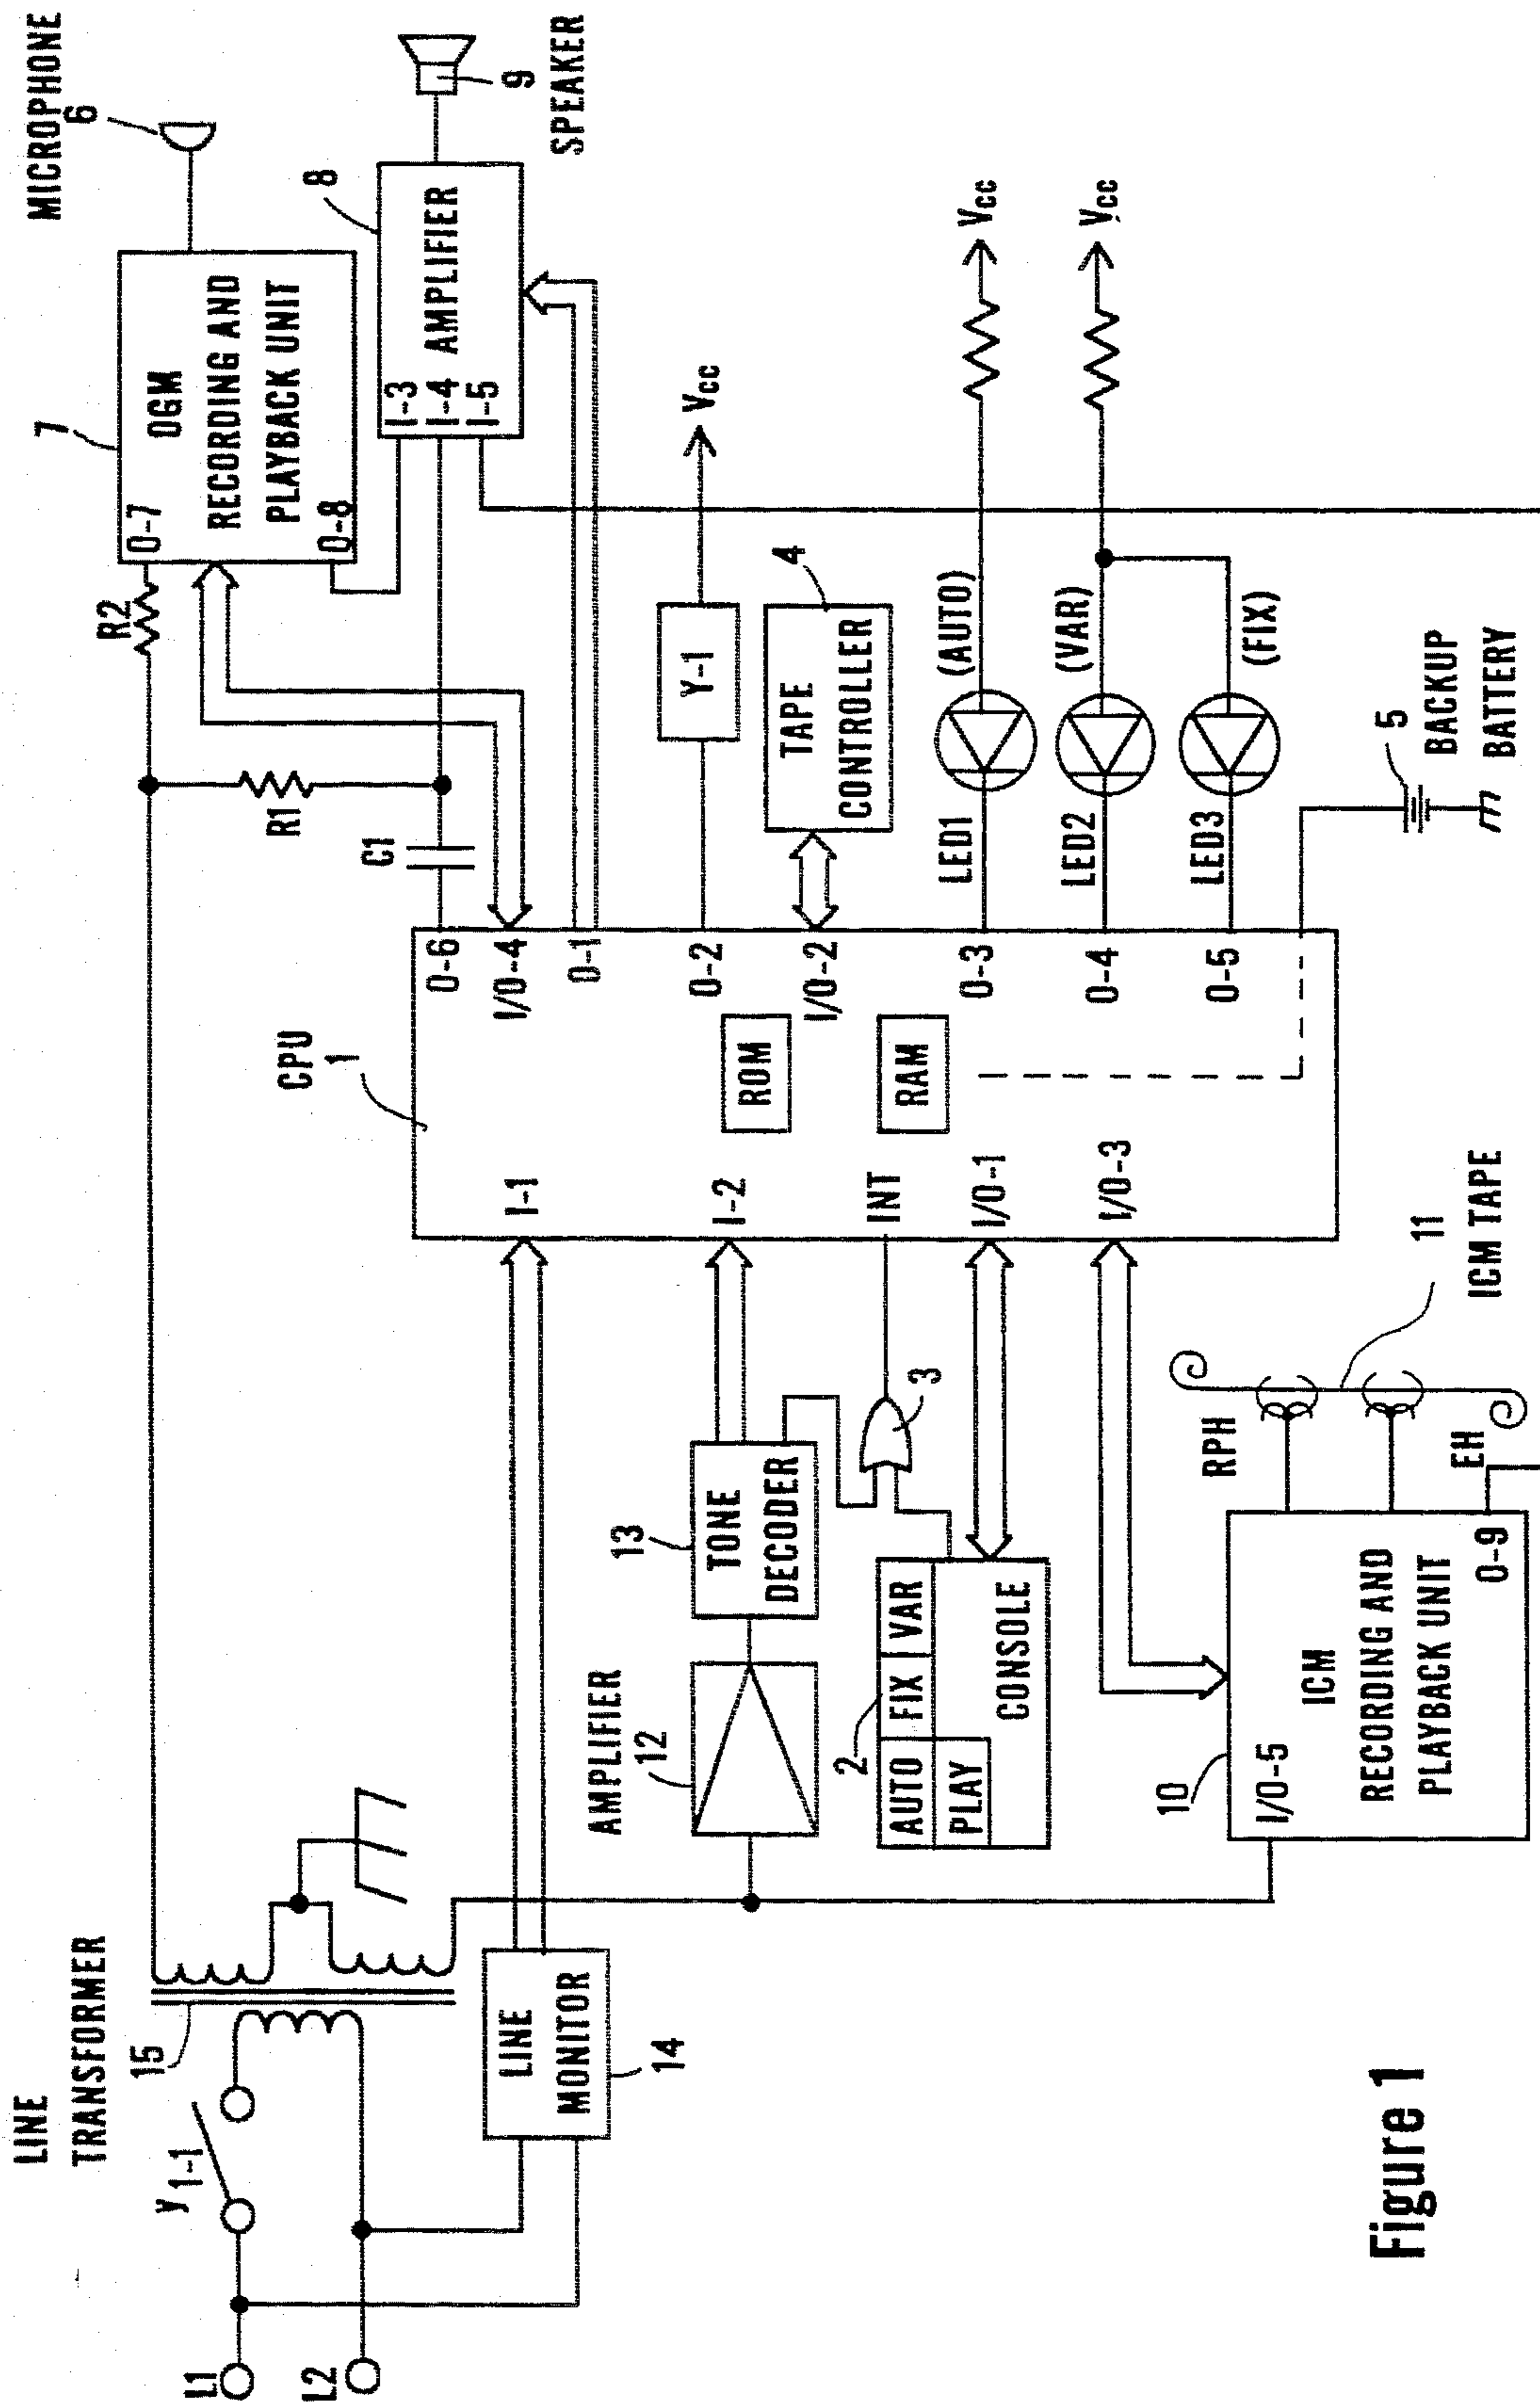 LINE
TRANSFORMER
15
y1-1
L1
L2
LINE
MONITOR
14
AMPLIFIER
12
13
TONE
DECODER
3
2
AUTO
FIX
VAR
PLAY
CONSOLE
10
I/O-5
ICM
RECORDING AND
PLAYBACK UNIT
O-9
RPH
EH
11
ICM TAPE
CPU
1
I-1
I-2
INT
I/O-1
I/O-3
ROM
RAM
O-6
I/O-4
O-1
O-2
I/O-2
O-3
O-4
O-5
C1
R1
R2
7
O-7
OGM
RECORDING AND
PLAYBACK UNIT
O-8
MICROPHONE
6
8
I-3
I-4
I-5
AMPLIFIER
9
SPEAKER
Y-1
Vcc
4
TAPE
CONTROLLER
LED1
(AUTO)
Vcc
LED2
(VAR)
Vcc
LED3
(FIX)
5
BACKUP
BATTERY
Figure 1